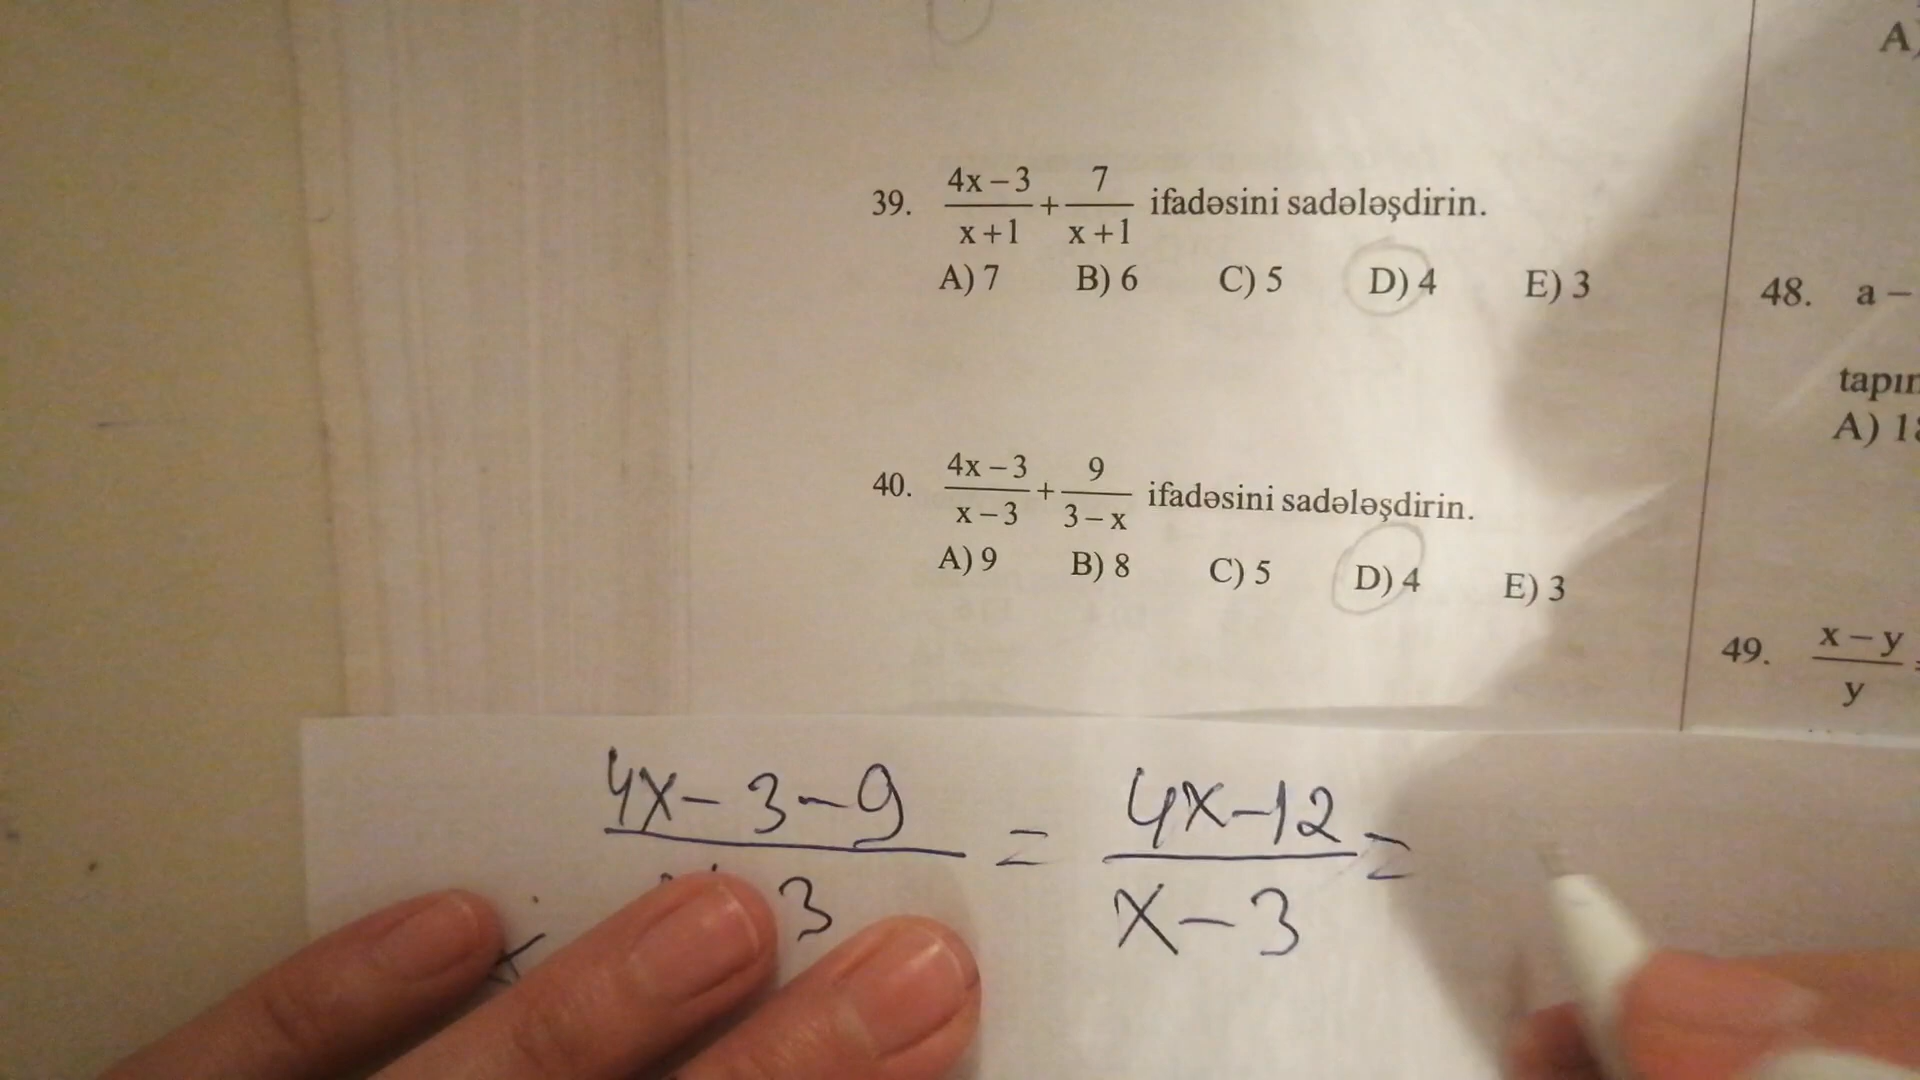 39. (4x – 3)/(x + 1) + 7/(x + 1) ifadəsini sadələşdirin.
A) 7 B) 6 C) 5 D) 4 E) 3
40. (4x – 3)/(x – 3) + 9/(3 – x) ifadəsini sadələşdirin.
A) 9 B) 8 C) 5 D) 4 E) 3
A)
48. a –
A)
49. (x – y)/y
4x – 3 – 9 = 4x – 12 =
3 x – 3